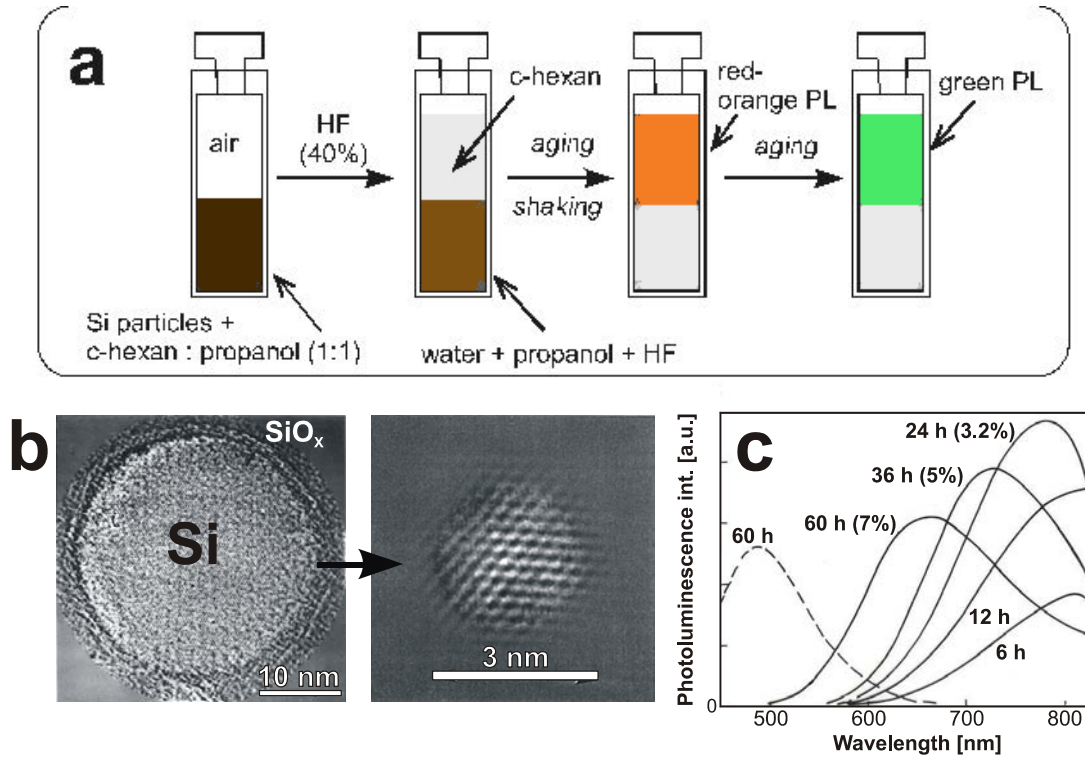 a
air
HF
(40%)
c-hexan
aging
shaking
red-
orange PL
aging
green PL
Si particles +
c-hexan : propanol (1:1)
water + propanol + HF
b
SiOx
Si
10 nm
3 nm
c
Photoluminescence int. [a.u.]
24 h (3.2%)
36 h (5%)
60 h (7%)
60 h
12 h
6 h
0
500
600
700
800
Wavelength [nm]